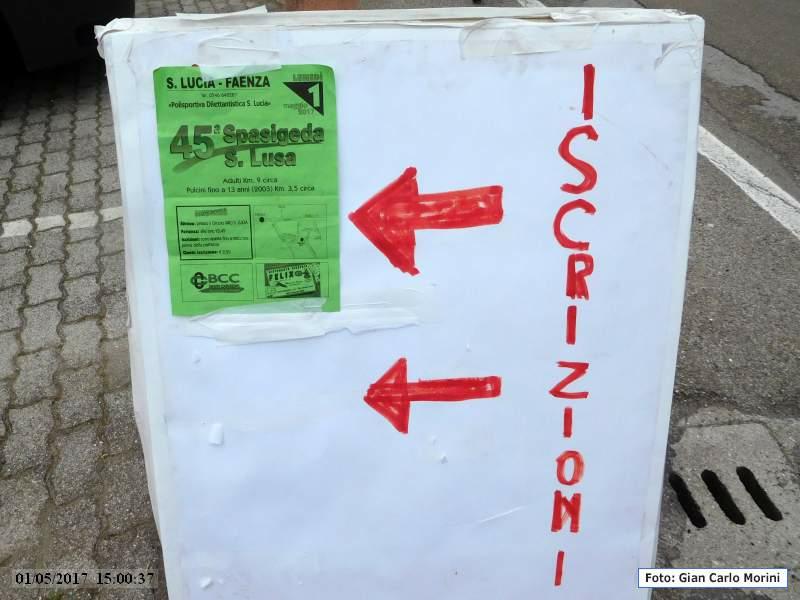 S. LUCIA - FAENZA
«Polisportiva Dilettantistica S. Lucia»
LUNEDÌ
1
maggio
2017
45ª Spasigeda
S. Lusa
Adulti Km. 9 circa
Pulcini fino a 13 anni (2003) Km. 3,5 circa
BCC
FELIX
ISCRIZIONI
01/05/2017 15:00:37
Foto: Gian Carlo Morini